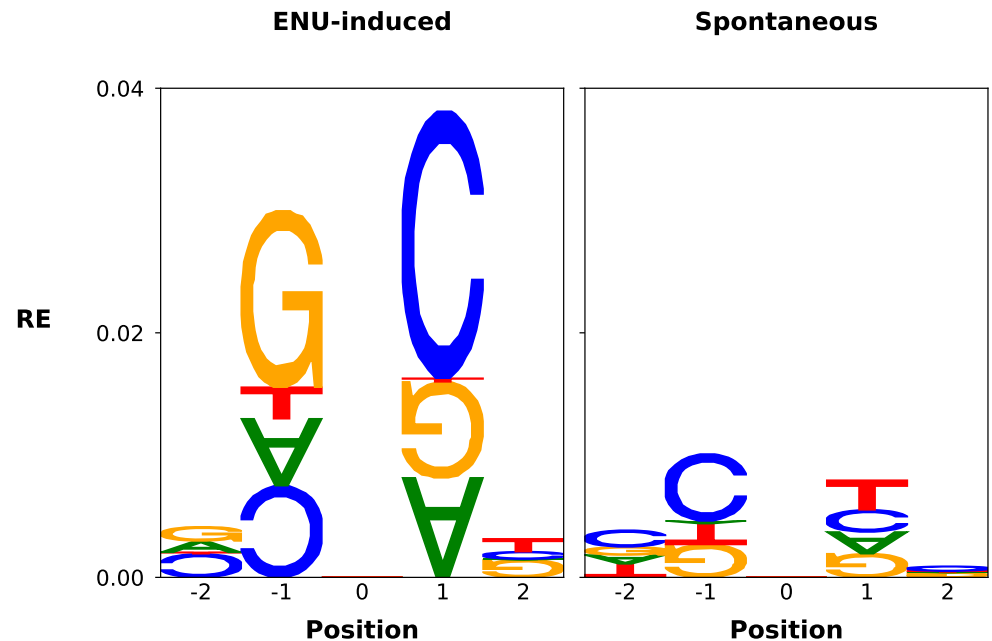 ENU-induced
Spontaneous
0.04
0.02
0.00
RE
G
T
A
C
G
A
T
C
C
T
G
A
T
C
G
C
G
A
T
C
A
T
G
T
C
A
G
C
G
-2 -1 0 1 2
-2 -1 0 1 2
Position
Position